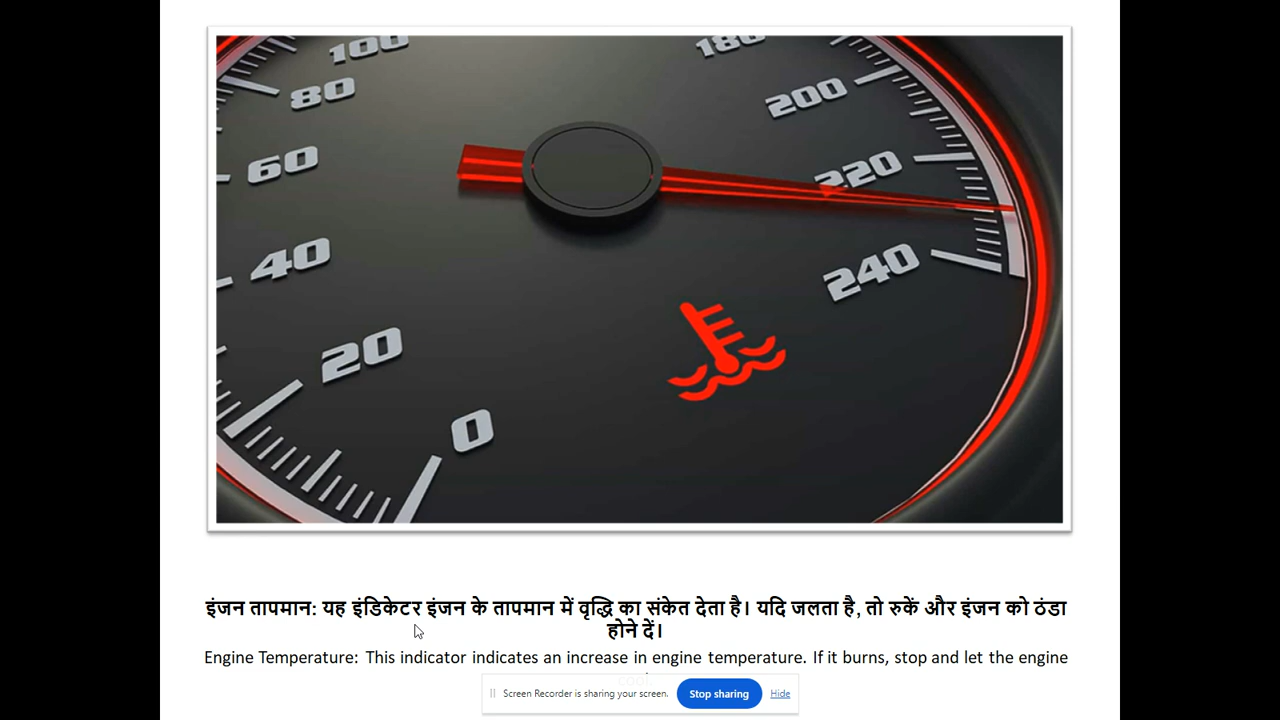 100
180
80
200
60
220
40
240
20
0
इंजन तापमान: यह इंडिकेटर इंजन के तापमान में वृद्धि का संकेत देता है। यदि जलता है, तो रुकें और इंजन को ठंडा
होने दें।
Engine Temperature: This indicator indicates an increase in engine temperature. If it burns, stop and let the engine
Screen Recorder is sharing your screen. Stop sharing Hide